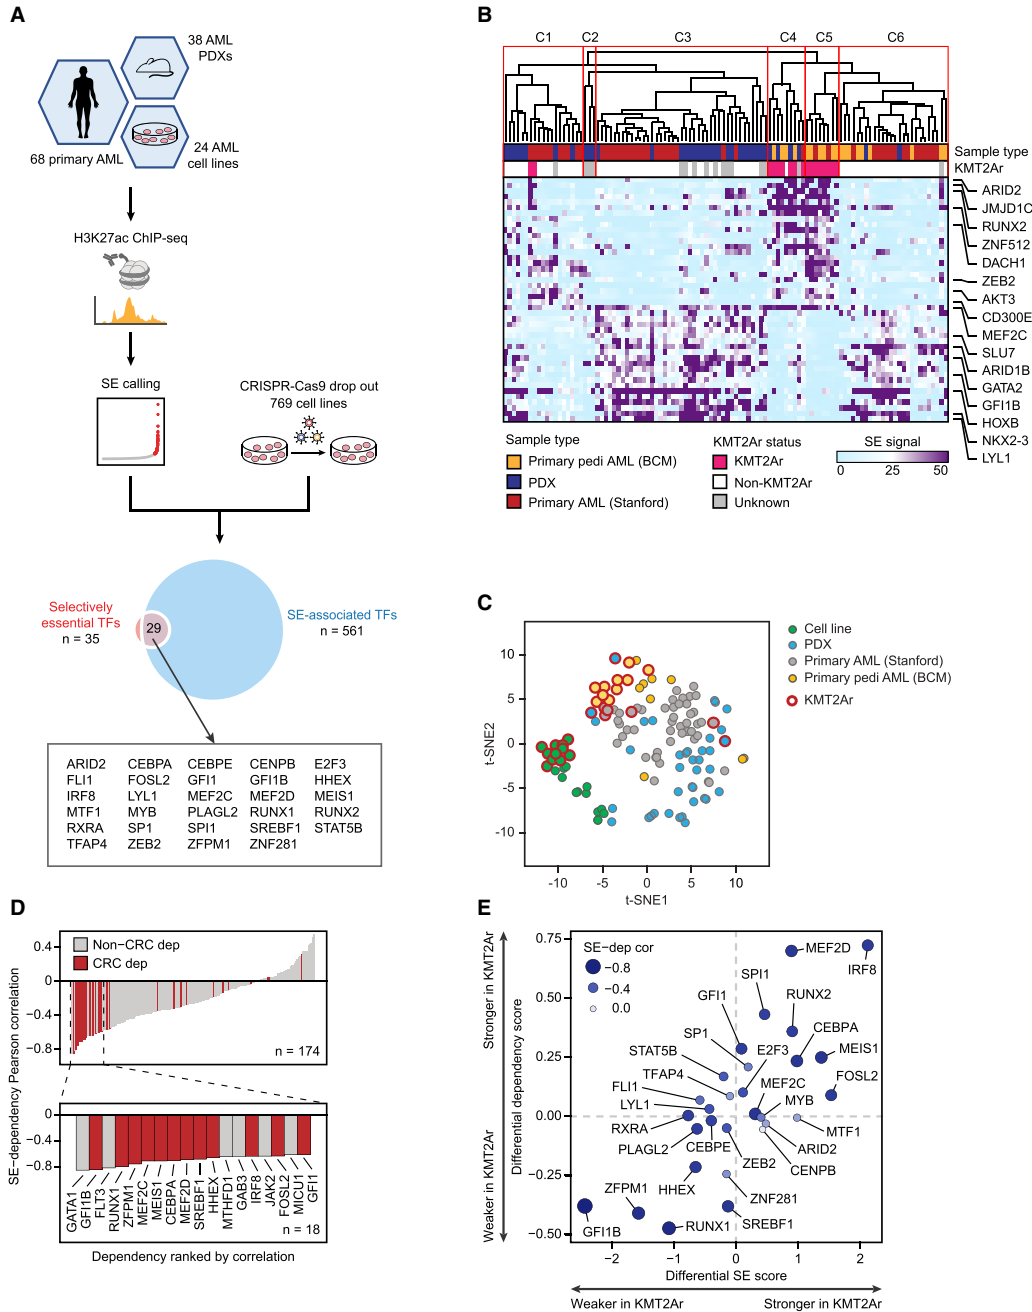 A
38 AML
PDXs
68 primary AML
24 AML
cell lines
H3K27ac ChIP-seq
SE calling
CRISPR-Cas9 drop out
769 cell lines
Selectively
essential TFs
n = 35
29
SE-associated TFs
n = 561
ARID2 CEBPA CEBPE CENPB E2F3
FLI1 FOSL2 GFI1 GFI1B HHEX
IRF8 LYL1 MEF2C MEF2D MEIS1
MTF1 MYB PLAGL2 RUNX1 RUNX2
RXRA SP1 SPI1 SREBF1 STAT5B
TFAP4 ZEB2 ZFPM1 ZNF281
B
C1 C2 C3 C4 C5 C6
Sample type
KMT2Ar
ARID2
JMJD1C
RUNX2
ZNF512
DACH1
ZEB2
AKT3
CD300E
MEF2C
SLU7
ARID1B
GATA2
GFI1B
HOXB
NKX2-3
LYL1
Sample type
Primary pedi AML (BCM)
PDX
Primary AML (Stanford)
KMT2Ar status
KMT2Ar
Non-KMT2Ar
Unknown
SE signal
0 25 50
C
t-SNE2
10
5
0
-5
-10
-10 -5 0 5 10
t-SNE1
Cell line
PDX
Primary AML (Stanford)
Primary pedi AML (BCM)
KMT2Ar
D
SE-dependency Pearson correlation
0.4
0
−0.4
−0.8
Non−CRC dep
CRC dep
n = 174
0
−0.4
−0.8
GATA1
GFI1B
FLT3
RUNX1
ZFPM1
MEF2C
MEIS1
CEBPA
MEF2D
SREBF1
HHEX
MTHFD1
GAB3
IRF8
JAK2
FOSL2
MICU1
GFI1
n = 18
Dependency ranked by correlation
E
Stronger in KMT2Ar
Weaker in KMT2Ar
Differential dependency score
0.75
0.50
0.25
0.00
−0.25
−0.50
SE-dep cor
−0.8
−0.4
0.0
MEF2D
IRF8
SPI1
GFI1
RUNX2
SP1
CEBPA
STAT5B
E2F3
MEIS1
TFAP4
FOSL2
FLI1
MEF2C
LYL1
MYB
RXRA
MTF1
PLAGL2
CEBPE
ARID2
ZEB2
CENPB
HHEX
ZNF281
ZFPM1
GFI1B
RUNX1
SREBF1
−2 −1 0 1 2
Differential SE score
Weaker in KMT2Ar
Stronger in KMT2Ar